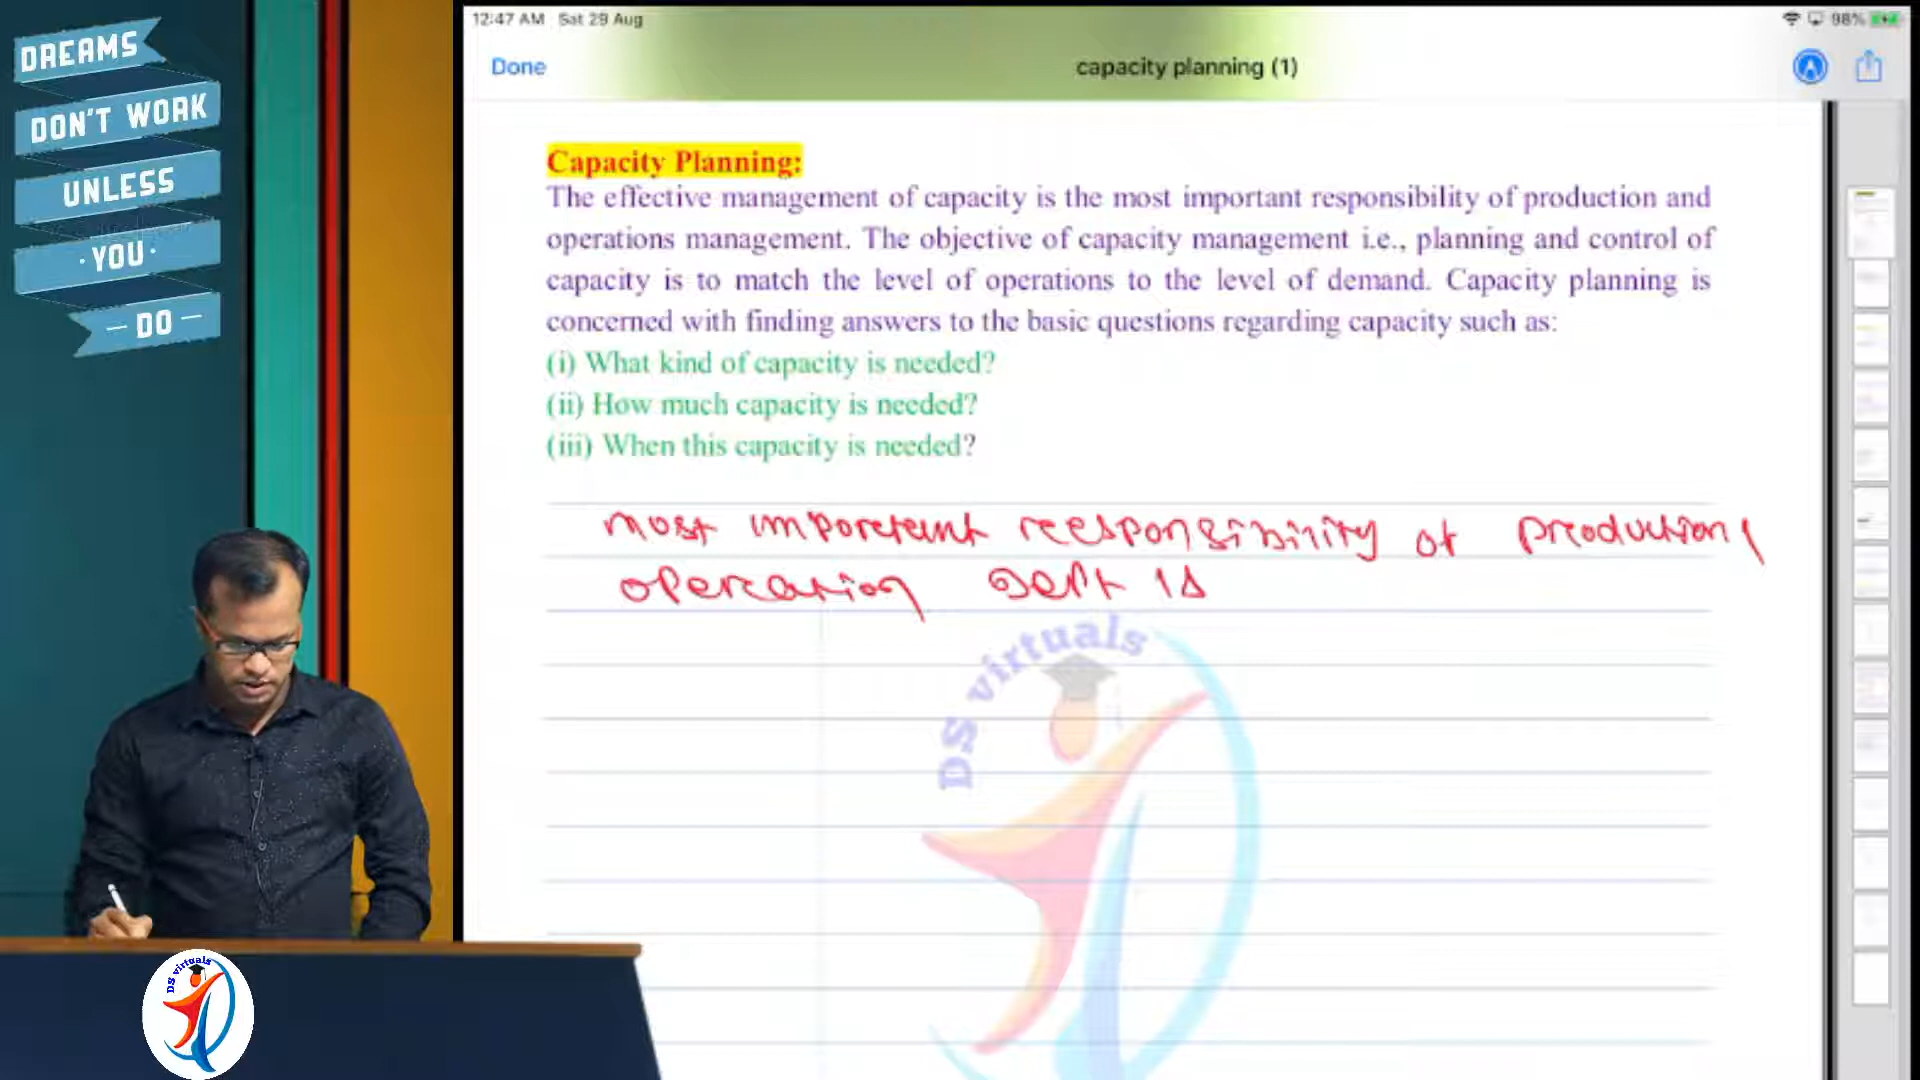 DREAMS
DON'T WORK
UNLESS
· YOU ·
— DO —
12:47 AM Sat 29 Aug
98%
Done
capacity planning (1)
Capacity Planning:
The effective management of capacity is the most important responsibility of production and
operations management. The objective of capacity management i.e., planning and control of
capacity is to match the level of operations to the level of demand. Capacity planning is
concerned with finding answers to the basic questions regarding capacity such as:
(i) What kind of capacity is needed?
(ii) How much capacity is needed?
(iii) When this capacity is needed?
most important responsibility of production/
operation Dept is
DS virtuals
DS virtuals